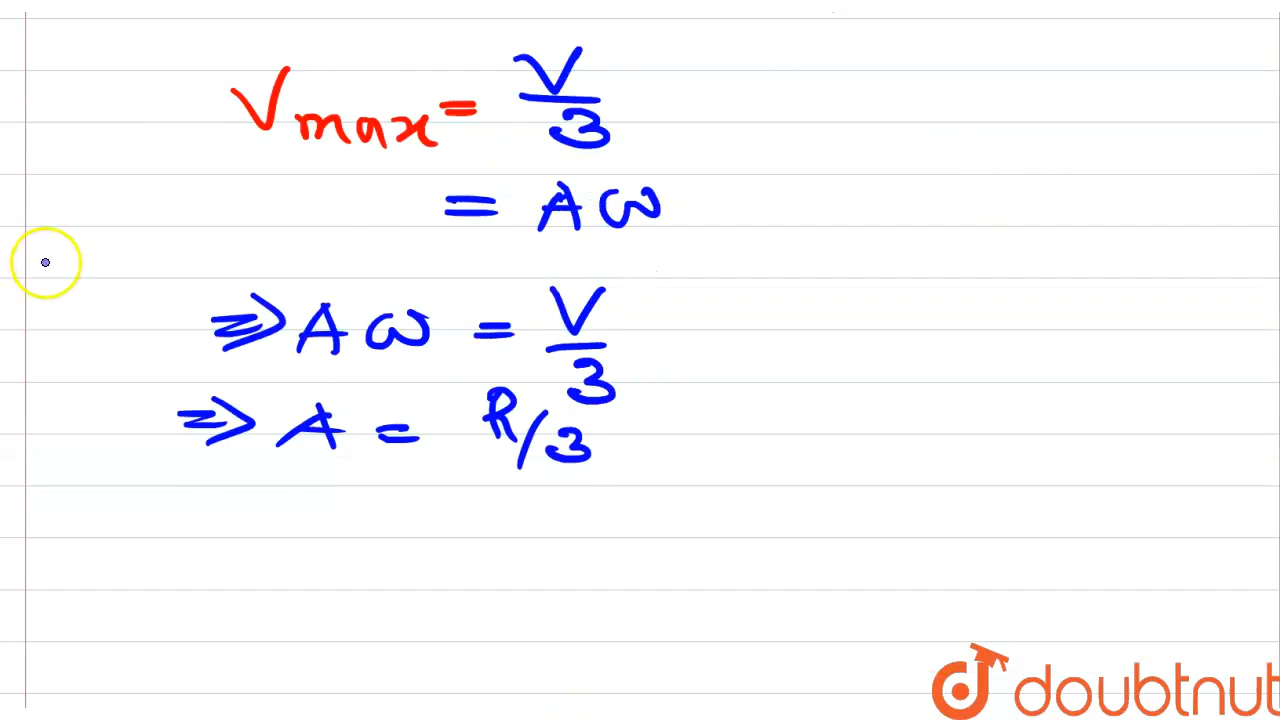 Vmax = V/3
= Aω
⇒ Aω = V/3
⇒ A = R/3
doubtnut